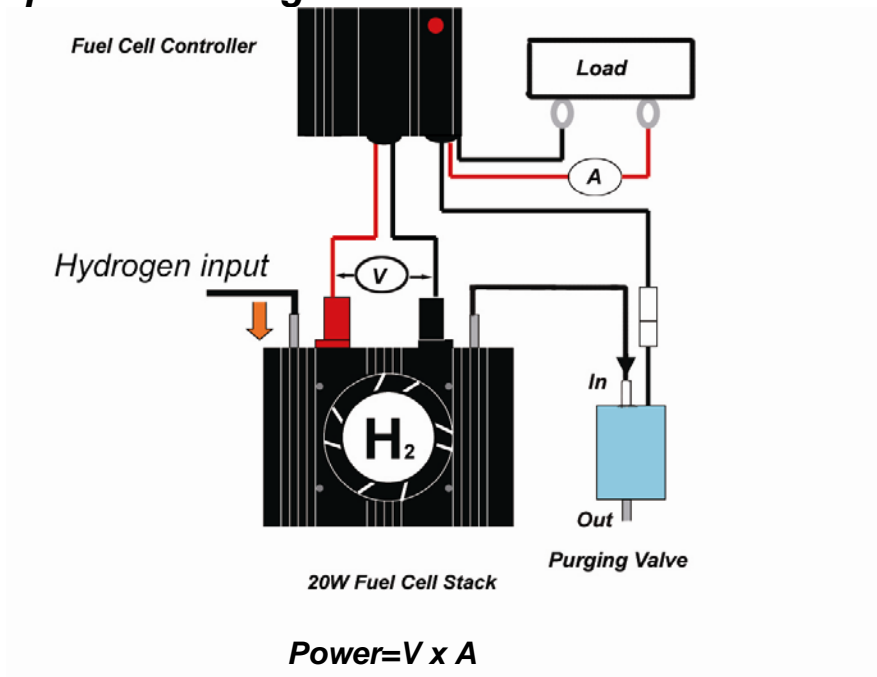 Fuel Cell Controller
Load
A
Hydrogen input
V
In
H2
Out
Purging Valve
20W Fuel Cell Stack
Power=V x A